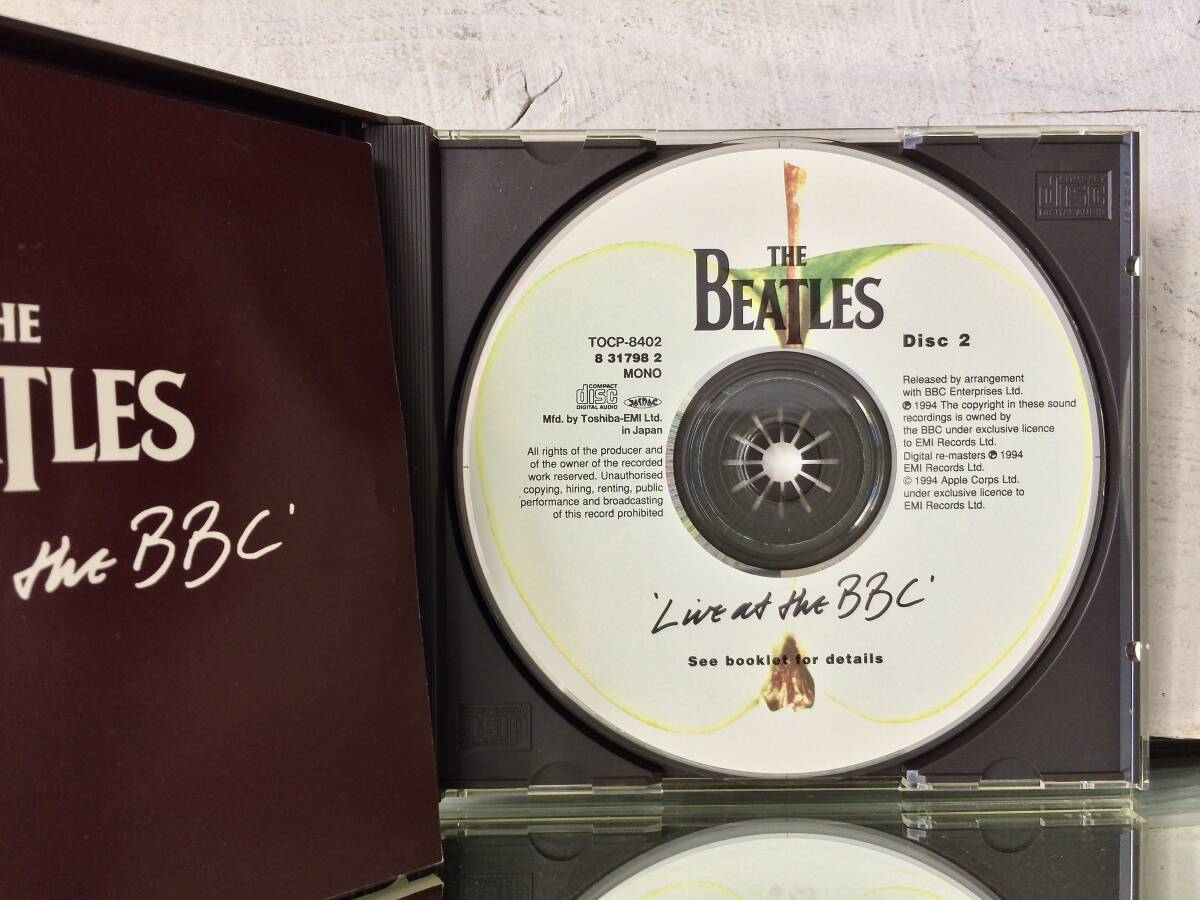 HE
ATLES
the BBC'
THE
BEATLES
TOCP-8402
8 31798 2
MONO
COMPACT
disc
DIGITAL AUDIO
Mfd. by Toshiba-EMI Ltd.
in Japan
All rights of the producer and
of the owner of the recorded
work reserved. Unauthorised
copying, hiring, renting, public
performance and broadcasting
of this record prohibited
Disc 2
Released by arrangement
with BBC Enterprises Ltd.
℗ 1994 The copyright in these sound
recordings is owned by
the BBC under exclusive licence
to EMI Records Ltd.
Digital re-masters ℗ 1994
EMI Records Ltd.
© 1994 Apple Corps Ltd.
under exclusive licence to
EMI Records Ltd.
'Live at the BBC'
See booklet for details
COMPACT
disc
DIGITAL AUDIO